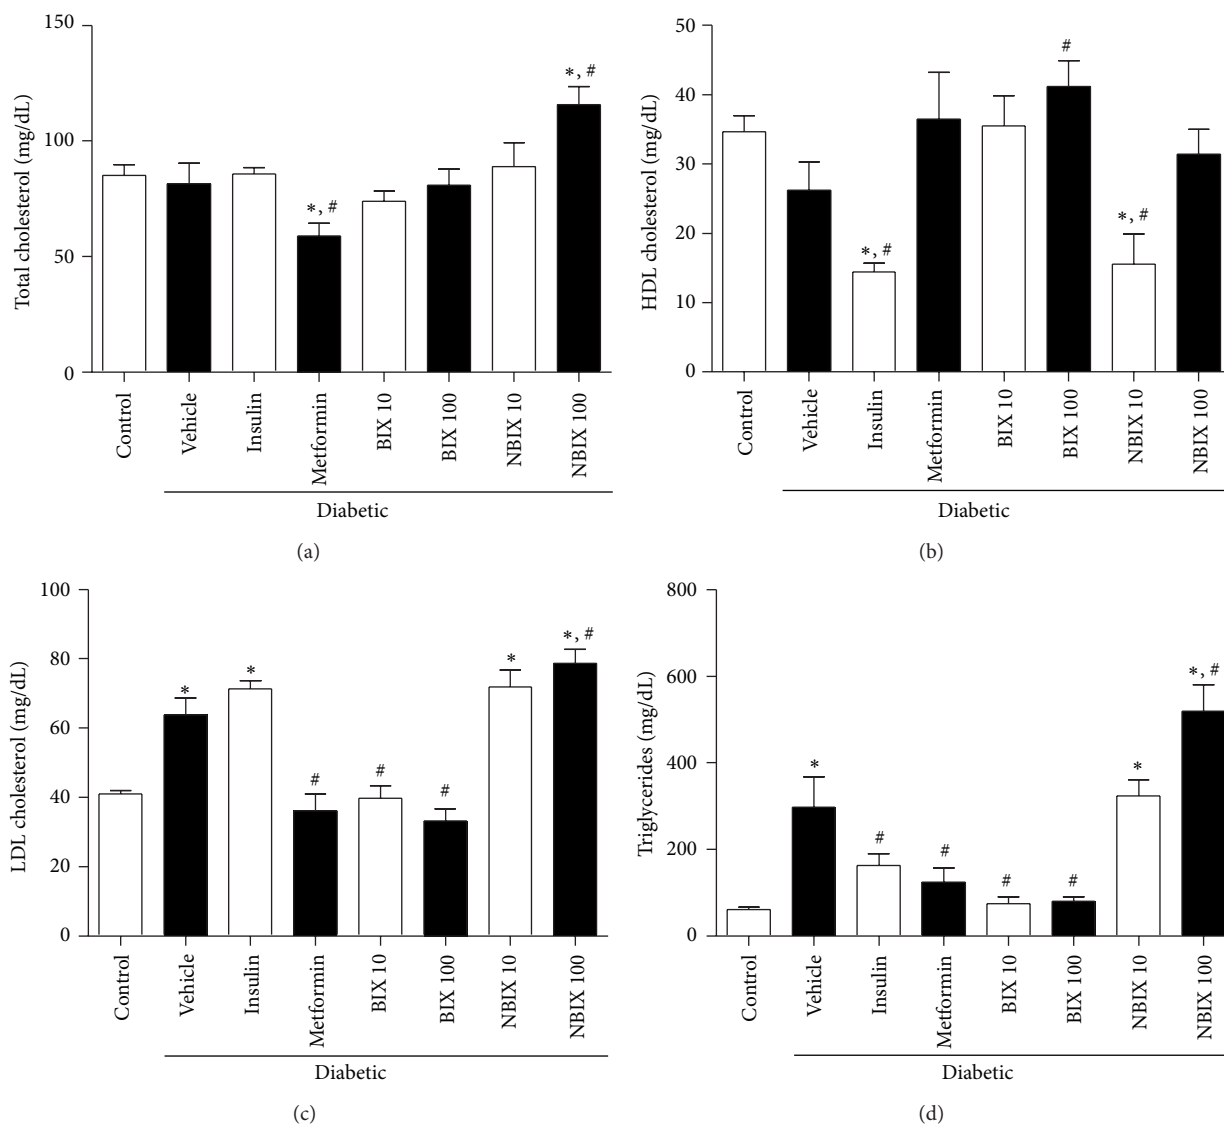 Total cholesterol (mg/dL)
150
100
50
0
*, #
*, #
Control
Vehicle
Insulin
Metformin
BIX 10
BIX 100
NBIX 10
NBIX 100
Diabetic
(a)
HDL cholesterol (mg/dL)
50
40
30
20
10
0
*, #
#
*, #
Control
Vehicle
Insulin
Metformin
BIX 10
BIX 100
NBIX 10
NBIX 100
Diabetic
(b)
LDL cholesterol (mg/dL)
100
80
60
40
20
0
*
*
#
#
#
*
*, #
Control
Vehicle
Insulin
Metformin
BIX 10
BIX 100
NBIX 10
NBIX 100
Diabetic
(c)
Triglycerides (mg/dL)
800
600
400
200
0
*
#
#
#
#
*
*, #
Control
Vehicle
Insulin
Metformin
BIX 10
BIX 100
NBIX 10
NBIX 100
Diabetic
(d)